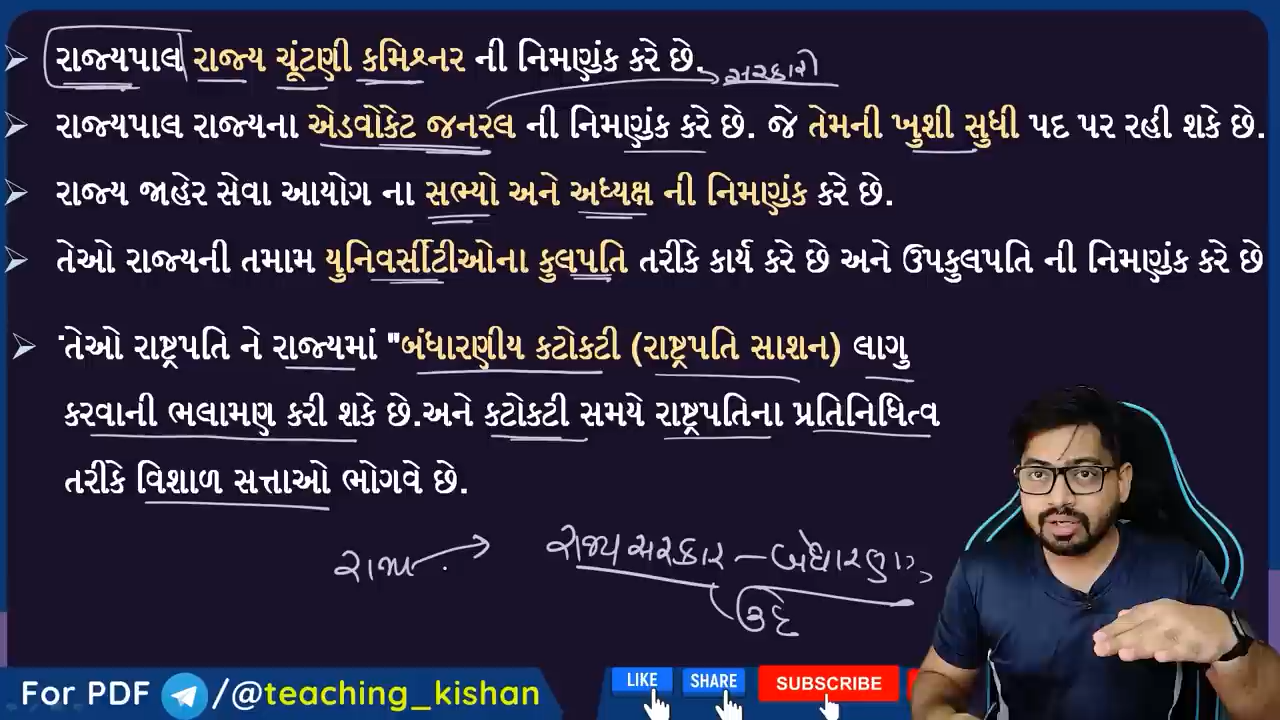 રાજ્યપાલ રાજ્ય ચૂંટણી કમિશ્નર ની નિમણુંક કરે છે.
સરકારી
રાજ્યપાલ રાજ્યના એડવોકેટ જનરલ ની નિમણુંક કરે છે. જે તેમની ખુશી સુધી પદ પર રહી શકે છે.
રાજ્ય જાહેર સેવા આયોગ ના સભ્યો અને અધ્યક્ષ ની નિમણુંક કરે છે.
તેઓ રાજ્યની તમામ યુનિવર્સીટીઓના કુલપતિ તરીકે કાર્ય કરે છે અને ઉપકુલપતિ ની નિમણુંક કરે છે
તેઓ રાષ્ટ્રપતિ ને રાજ્યમાં "બંધારણીય કટોકટી (રાષ્ટ્રપતિ સાશન) લાગુ
કરવાની ભલામણ કરી શકે છે.અને કટોકટી સમયે રાષ્ટ્રપતિના પ્રતિનિધિત્વ
તરીકે વિશાળ સત્તાઓ ભોગવે છે.
રાજ્ય સરકાર –
For PDF /@teaching_kishan
LIKE SHARE SUBSCRIBE